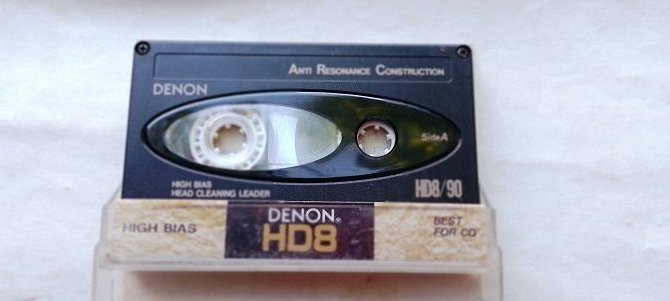 ANTI RESONANCE CONSTRUCTION
DENON
Side A
HIGH BIAS
HEAD CLEANING LEADER
HD8/90
HIGH BIAS
DENON®
HD8
BEST
FOR CD